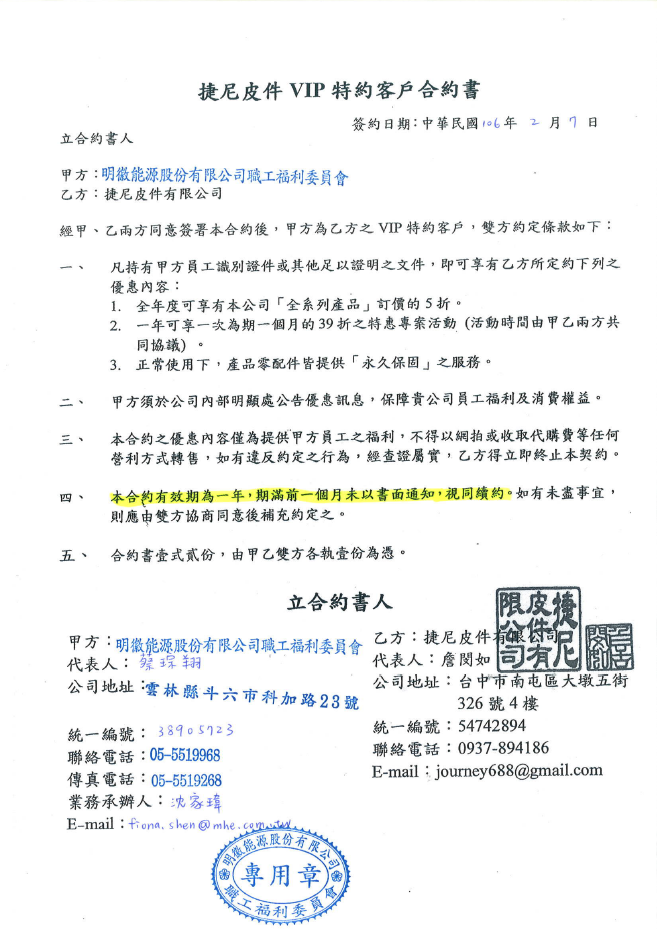 捷尼皮件 VIP 特約客戶合約書
簽約日期：中華民國106年 2 月 7 日
立合約書人
甲方：明徽能源股份有限公司職工福利委員會
乙方：捷尼皮件有限公司
經甲、乙兩方同意簽署本合約後，甲方為乙方之 VIP 特約客戶，雙方約定條款如下：
一、 凡持有甲方員工識別證件或其他足以證明之文件，即可享有乙方所定約下列之
優惠內容：
1. 全年度可享有本公司「全系列產品」訂價的 5 折。
2. 一年可享一次為期一個月的 39 折之特惠專案活動 (活動時間由甲乙兩方共
同協議) 。
3. 正常使用下，產品零配件皆提供「永久保固」之服務。
二、 甲方須於公司內部明顯處公告優惠訊息，保障貴公司員工福利及消費權益。
三、 本合約之優惠內容僅為提供甲方員工之福利，不得以網拍或收取代購費等任何
營利方式轉售，如有違反約定之行為，經查證屬實，乙方得立即終止本契約。
四、 本合約有效期為一年，期滿前一個月未以書面通知，視同續約。如有未盡事宜，
則應由雙方協商同意後補充約定之。
五、 合約書壹式貳份，由甲乙雙方各執壹份為憑。
立合約書人
甲方：明徽能源股份有限公司職工福利委員會
代表人：蔡琮翔
公司地址：雲林縣斗六市科加路23號
統一編號：38905723
聯絡電話：05-5519968
傳真電話：05-5519268
業務承辦人：沈家瑋
E-mail：fiona.shen@mhe.com.tw
明徽能源股份有限公司
專用章
職工福利委員會
乙方：捷尼皮件有限公司
代表人：詹閔如
公司地址：台中市南屯區大墩五街
326 號 4 樓
統一編號：54742894
聯絡電話：0937-894186
E-mail：journey688@gmail.com
捷尼皮件有限公司